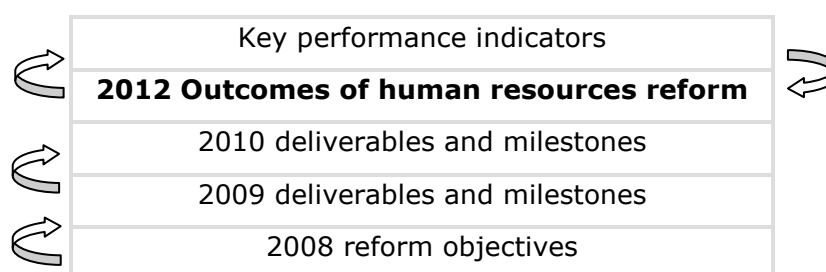 Key performance indicators
2012 Outcomes of human resources reform
2010 deliverables and milestones
2009 deliverables and milestones
2008 reform objectives